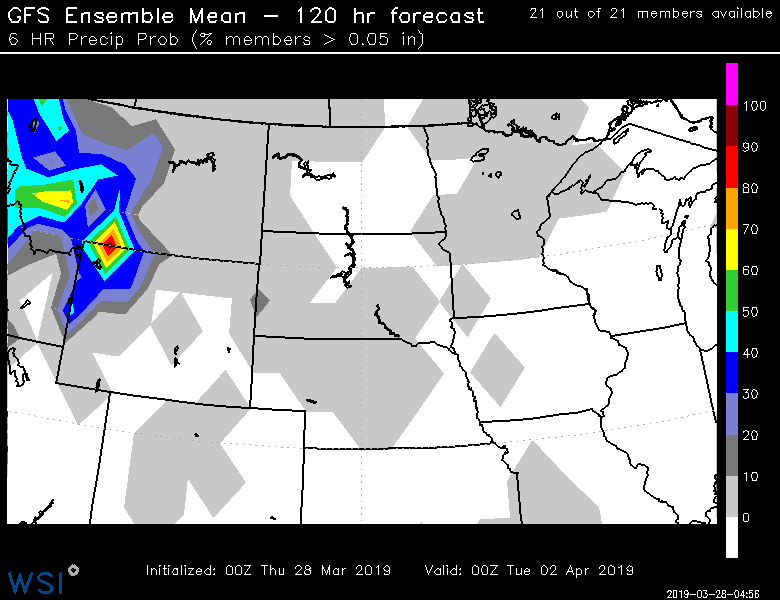 GFS Ensemble Mean – 120 hr forecast
21 out of 21 members available
6 HR Precip Prob (% members > 0.05 in)
100
90
80
70
60
50
40
30
20
10
0
Initialized: 00Z Thu 28 Mar 2019 Valid: 00Z Tue 02 Apr 2019
WSI
2019-03-28-04:56